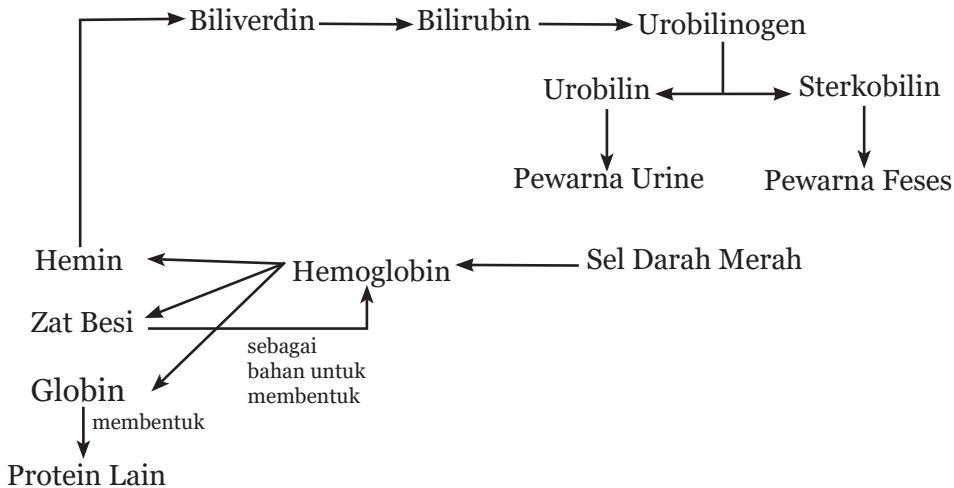 Biliverdin
Bilirubin
Urobilinogen
Urobilin
Sterkobilin
Pewarna Urine
Pewarna Feses
Hemin
Hemoglobin
Sel Darah Merah
Zat Besi
sebagai
bahan untuk
membentuk
Globin
membentuk
Protein Lain